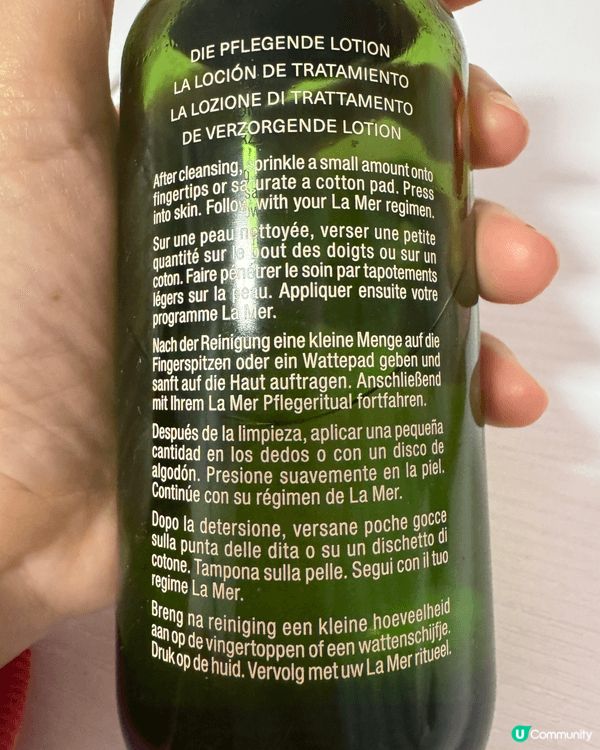 DIE PFLEGENDE LOTION
LA LOCIÓN DE TRATAMIENTO
LA LOZIONE DI TRATTAMENTO
DE VERZORGENDE LOTION
After cleansing, sprinkle a small amount onto
fingertips or saturate a cotton pad. Press
into skin. Follow with your La Mer regimen.
Sur une peau nettoyée, verser une petite
quantité sur le bout des doigts ou sur un
coton. Faire pénétrer le soin par tapotements
légers sur la peau. Appliquer ensuite votre
programme La Mer.
Nach der Reinigung eine kleine Menge auf die
Fingerspitzen oder ein Wattepad geben und
sanft auf die Haut auftragen. Anschließend
mit Ihrem La Mer Pflegeritual fortfahren.
Después de la limpieza, aplicar una pequeña
cantidad en los dedos o con un disco de
algodón. Presione suavemente en la piel.
Continúe con su régimen de La Mer.
Dopo la detersione, versane poche gocce
sulla punta delle dita o su un dischetto di
cotone. Tampona sulla pelle. Segui con il tuo
regime La Mer.
Breng na reiniging een kleine hoeveelheid
aan op de vingertoppen of een wattenschijfje.
Druk op de huid. Vervolg met uw La Mer ritueel.
U Community